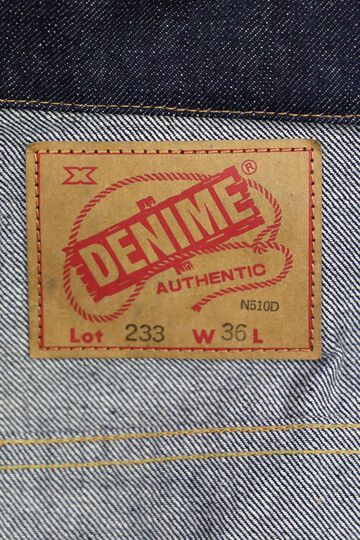 X
DENIME®
AUTHENTIC
N510D
Lot 233 W 36 L